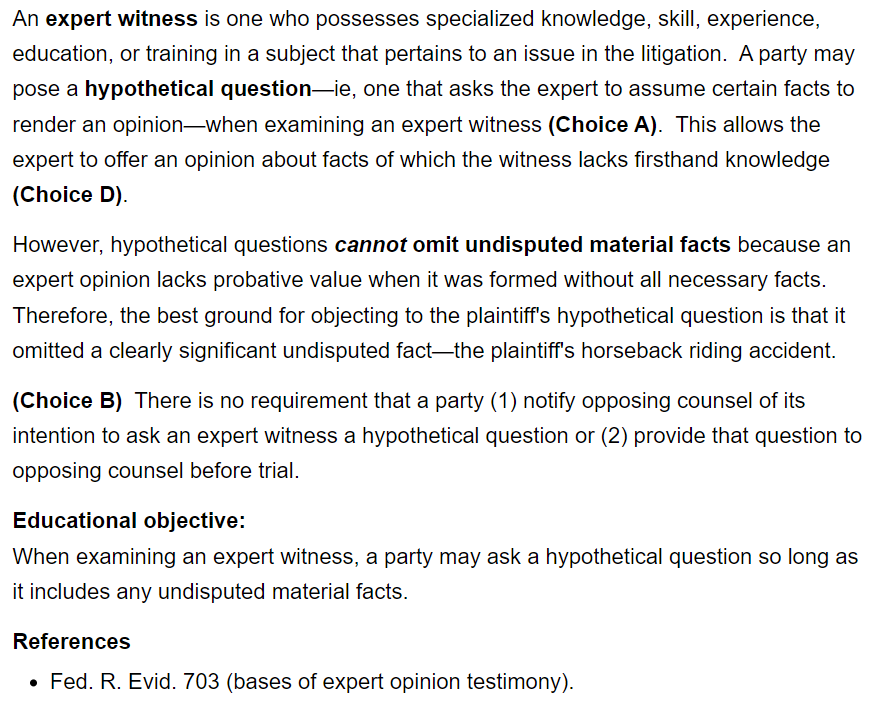 An expert witness is one who possesses specialized knowledge, skill, experience,
education, or training in a subject that pertains to an issue in the litigation.  A party may
pose a hypothetical question—ie, one that asks the expert to assume certain facts to
render an opinion—when examining an expert witness (Choice A).  This allows the
expert to offer an opinion about facts of which the witness lacks firsthand knowledge
(Choice D).
However, hypothetical questions cannot omit undisputed material facts because an
expert opinion lacks probative value when it was formed without all necessary facts.
Therefore, the best ground for objecting to the plaintiff's hypothetical question is that it
omitted a clearly significant undisputed fact—the plaintiff's horseback riding accident.
(Choice B)  There is no requirement that a party (1) notify opposing counsel of its
intention to ask an expert witness a hypothetical question or (2) provide that question to
opposing counsel before trial.
Educational objective:
When examining an expert witness, a party may ask a hypothetical question so long as
it includes any undisputed material facts.
References
• Fed. R. Evid. 703 (bases of expert opinion testimony).